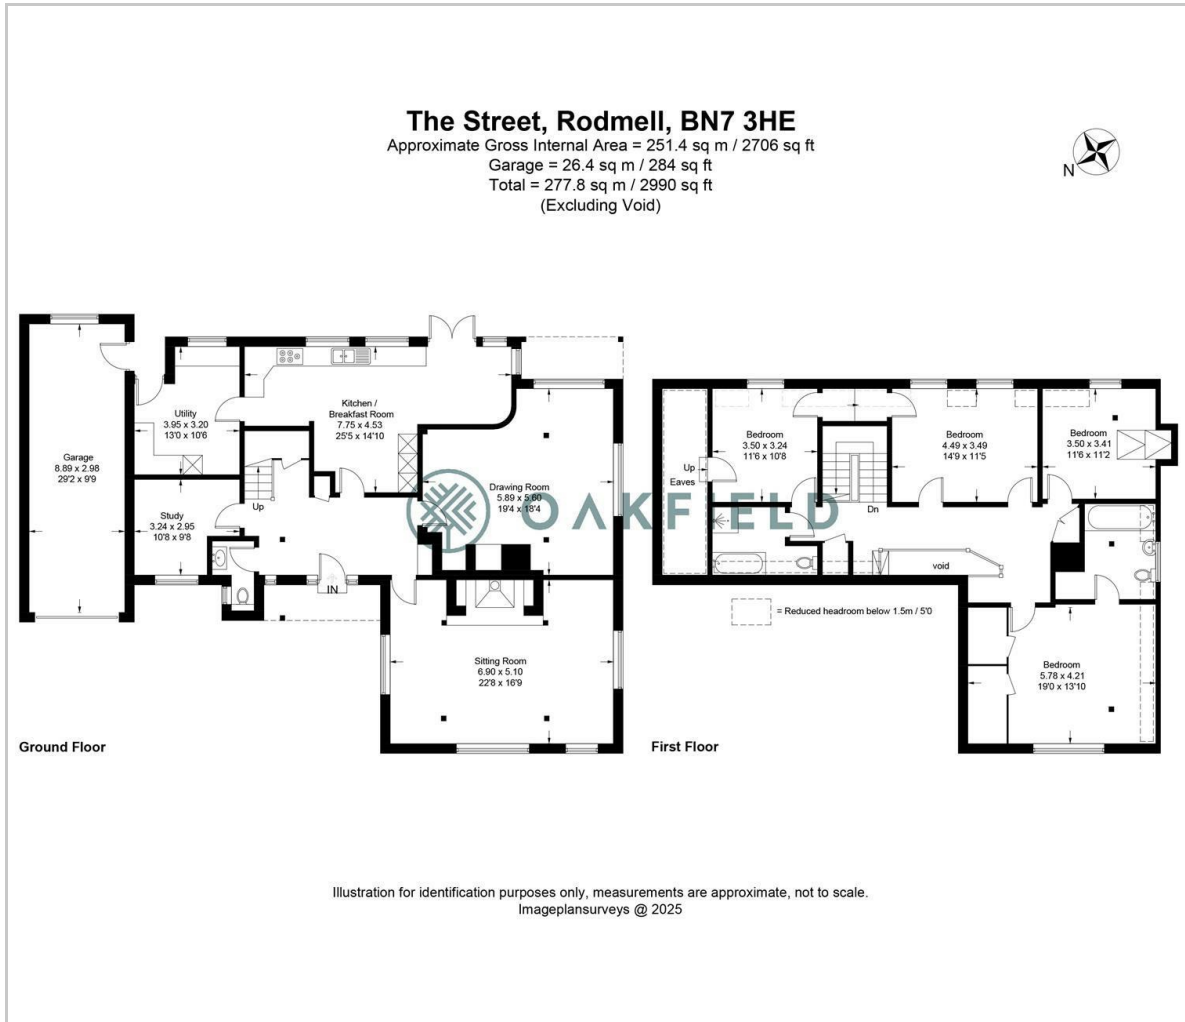 The Street, Rodmell, BN7 3HE
Approximate Gross Internal Area = 251.4 sq m / 2706 sq ft
Garage = 26.4 sq m / 284 sq ft
Total = 277.8 sq m / 2990 sq ft
(Excluding Void)
N
Garage
8.89 x 2.98
29'2 x 9'9
Utility
3.95 x 3.20
13'0 x 10'6
Kitchen /
Breakfast Room
7.75 x 4.53
25'5 x 14'10
Study
3.24 x 2.95
10'8 x 9'8
Up
IN
Drawing Room
5.89 x 5.60
19'4 x 18'4
Sitting Room
6.90 x 5.10
22'8 x 16'9
Ground Floor
OAKFIELD
Up
Eaves
Bedroom
3.50 x 3.24
11'6 x 10'8
Dn
Bedroom
4.49 x 3.49
14'9 x 11'5
Bedroom
3.50 x 3.41
11'6 x 11'2
void
= Reduced headroom below 1.5m / 5'0
Bedroom
5.78 x 4.21
19'0 x 13'10
First Floor
Illustration for identification purposes only, measurements are approximate, not to scale.
Imageplansurveys @ 2025